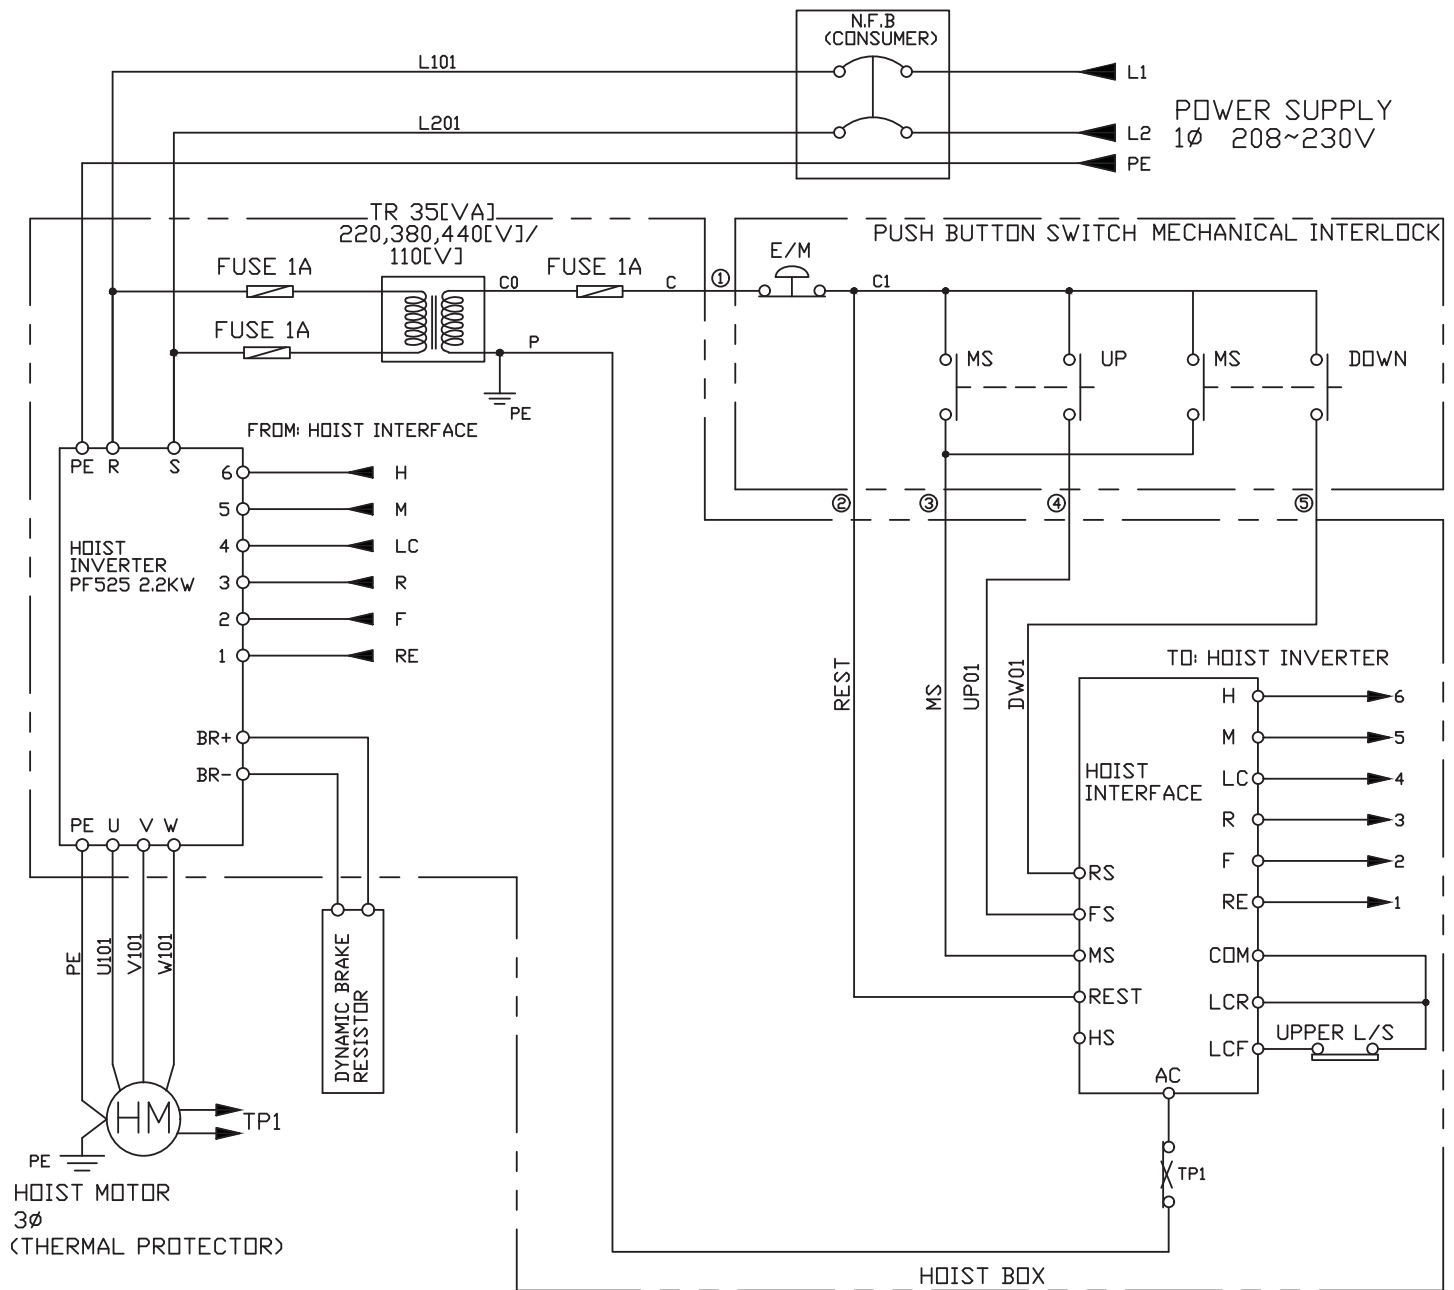 N.F.B
(CONSUMER)
L101
L1
POWER SUPPLY
L201
L2
1ø 208~230V
PE
TR 35[VA]
220,380,440[V]/
110[V]
PUSH BUTTON SWITCH MECHANICAL INTERLOCK
E/M
FUSE 1A
C0
FUSE 1A
C
①
C1
FUSE 1A
P
PE
MS
UP
MS
DOWN
FROM: HOIST INTERFACE
PE R S
6 H
5 M
4 LC
3 R
2 F
1 RE
HOIST
INVERTER
PF525 2.2KW
② ③ ④ ⑤
BR+
BR-
PE U V W
REST
MS
UP01
DW01
TO: HOIST INVERTER
H 6
M 5
LC 4
R 3
F 2
RE 1
HOIST
INTERFACE
RS
FS
MS
REST
HS
COM
LCR
LCF
UPPER L/S
AC
TP1
PE
U101
V101
W101
DYNAMIC BRAKE
RESISTOR
HM
TP1
PE
HOIST MOTOR
3ø
(THERMAL PROTECTOR)
HOIST BOX